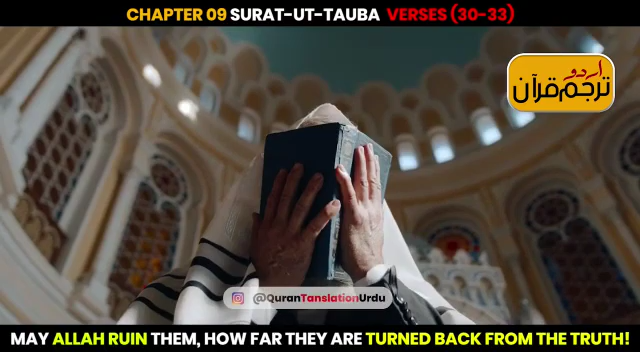 CHAPTER 09 SURAT-UT-TAUBA VERSES (30-33)
اردو
ترجم قرآن
@QuranTanslationUrdu
MAY ALLAH RUIN THEM, HOW FAR THEY ARE TURNED BACK FROM THE TRUTH!